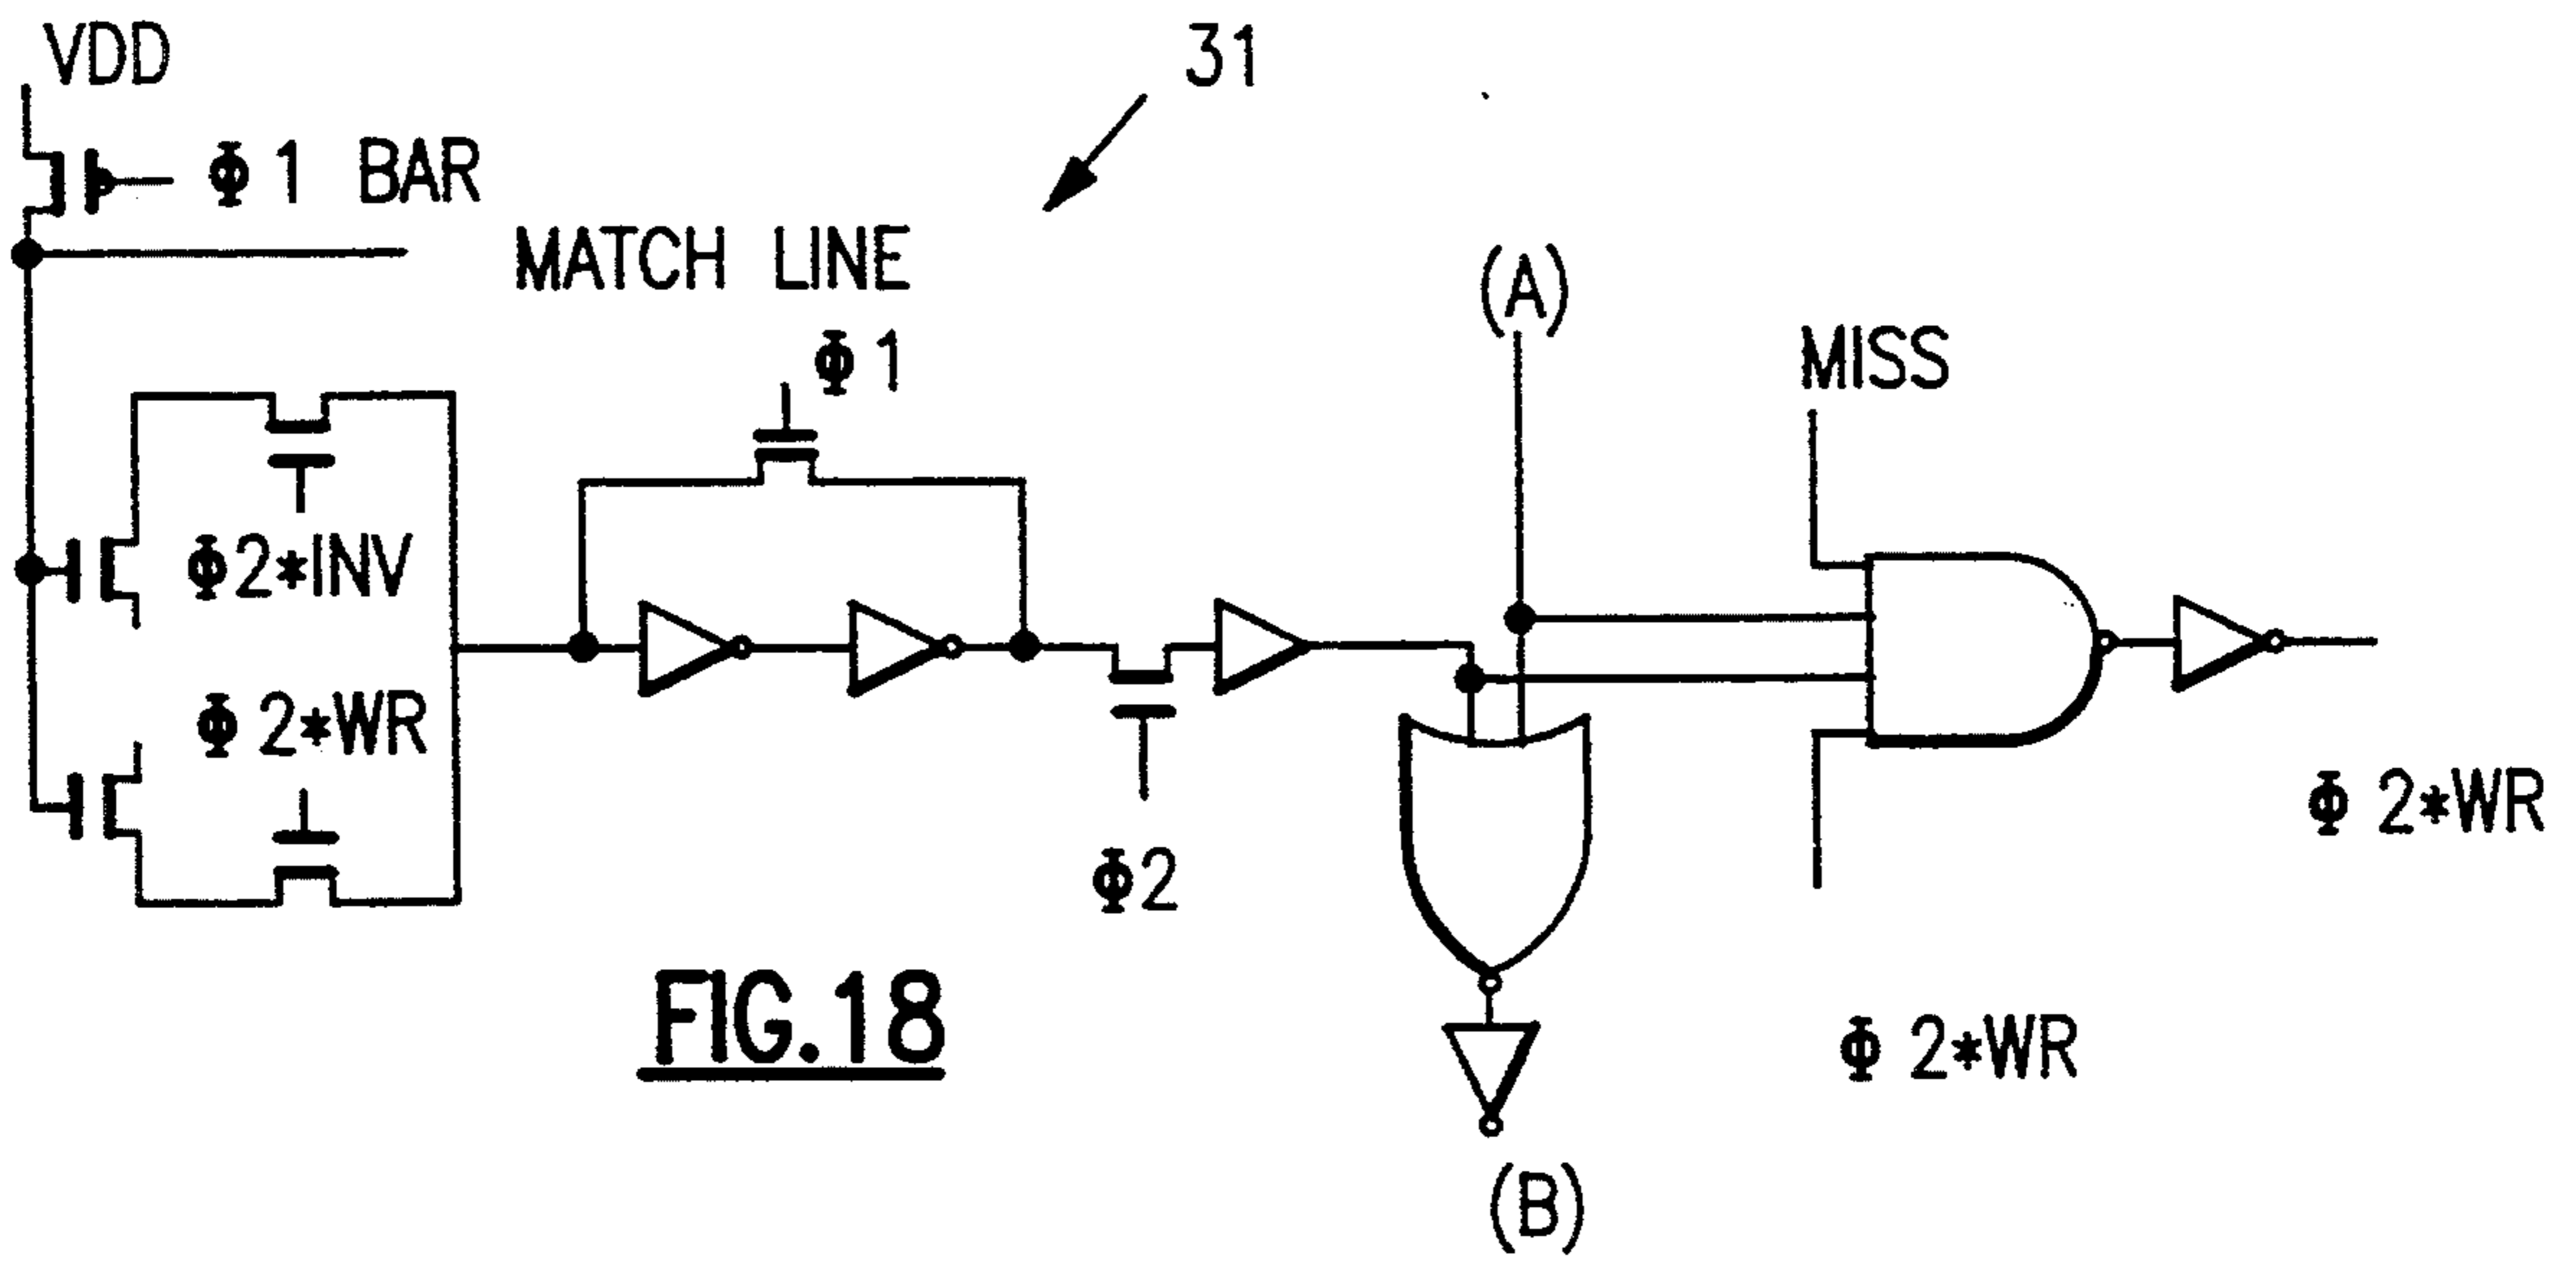 VDD
31
Φ1 BAR
MATCH LINE
(A)
Φ1
MISS
Φ2*INV
Φ2*WR
Φ2*WR
Φ2
FIG.18
Φ2*WR
(B)